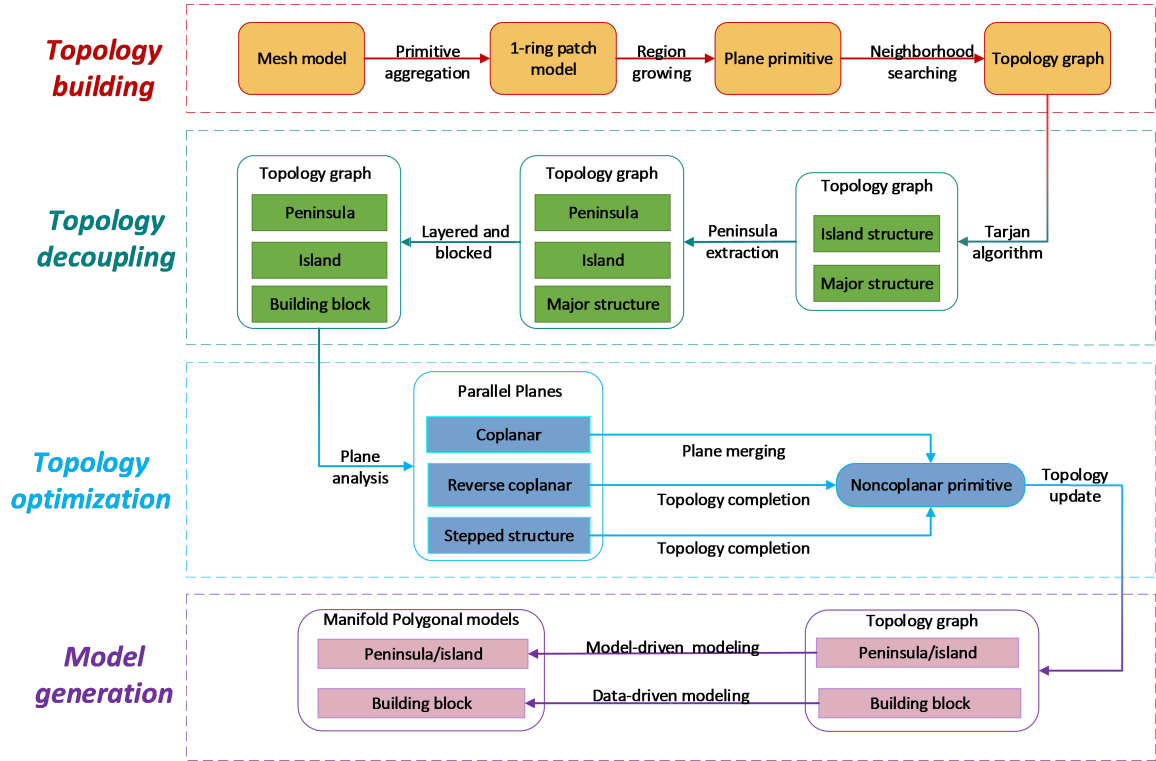 Topology
building
Mesh model
Primitive
aggregation
1-ring patch
model
Region
growing
Plane primitive
Neighborhood
searching
Topology graph
Topology
decoupling
Topology graph
Peninsula
Island
Building block
Layered and
blocked
Topology graph
Peninsula
Island
Major structure
Peninsula
extraction
Topology graph
Island structure
Major structure
Tarjan
algorithm
Topology
optimization
Plane
analysis
Parallel Planes
Coplanar
Reverse coplanar
Stepped structure
Plane merging
Topology completion
Topology completion
Noncoplanar primitive
Topology
update
Model
generation
Manifold Polygonal models
Peninsula/island
Building block
Model-driven modeling
Data-driven modeling
Topology graph
Peninsula/island
Building block